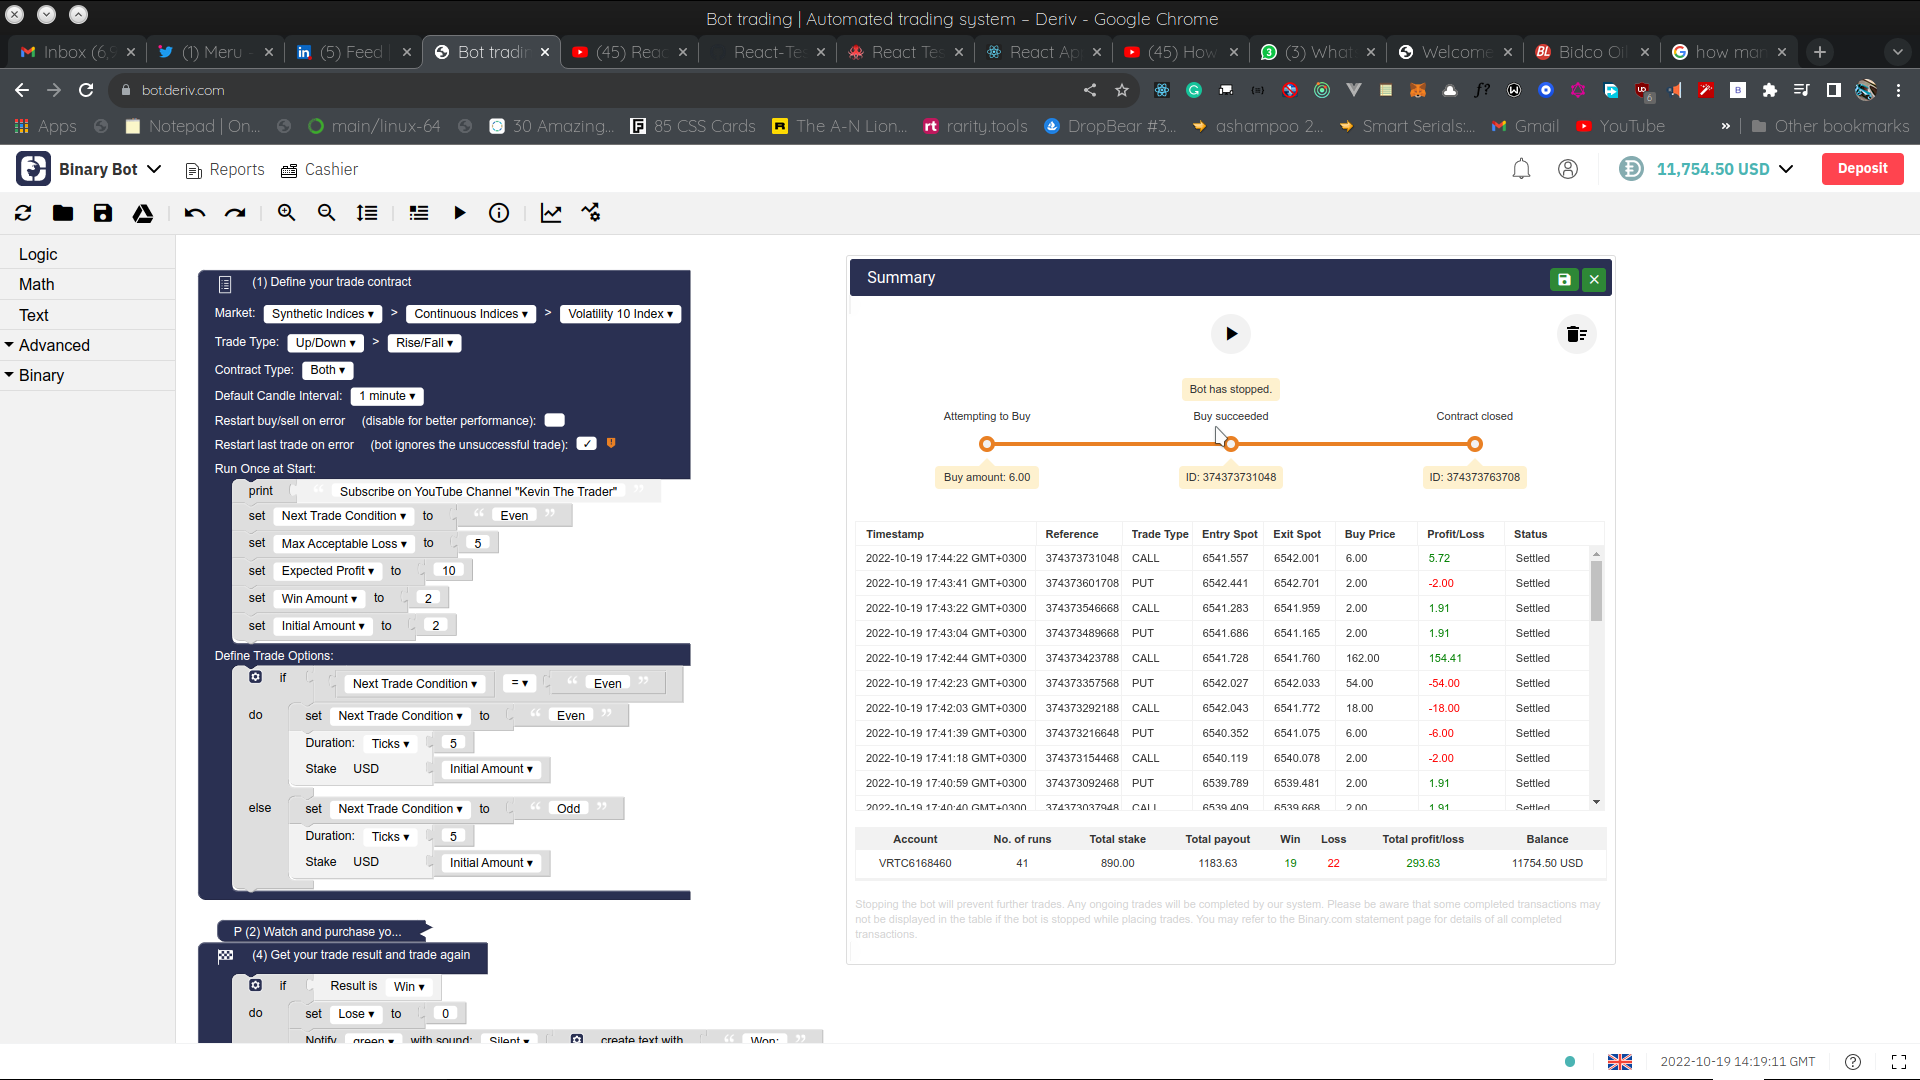 Bot trading | Automated trading system – Deriv - Google Chrome
Inbox (6,9
(1) Meru -
(5) Feed
Bot tradin
(45) Reac
React-Tes
React Tes
React Ap
(45) How
(3) What
Welcome
Bidco Oil
how man
bot.deriv.com
Apps
Notepad | On...
main/linux-64
30 Amazing...
85 CSS Cards
The A-N Lion...
rarity.tools
DropBear #3...
ashampoo 2...
Smart Serials:...
Gmail
YouTube
»
Other bookmarks
Binary Bot
Reports
Cashier
11,754.50 USD
Deposit
Logic
Math
Text
Advanced
Binary
(1) Define your trade contract
Market: Synthetic Indices ▾ > Continuous Indices ▾ > Volatility 10 Index ▾
Trade Type: Up/Down ▾ > Rise/Fall ▾
Contract Type: Both ▾
Default Candle Interval: 1 minute ▾
Restart buy/sell on error (disable for better performance):
Restart last trade on error (bot ignores the unsuccessful trade): ✓
Run Once at Start:
print “ Subscribe on YouTube Channel "Kevin The Trader" ”
set Next Trade Condition ▾ to “ Even ”
set Max Acceptable Loss ▾ to 5
set Expected Profit ▾ to 10
set Win Amount ▾ to 2
set Initial Amount ▾ to 2
Define Trade Options:
if Next Trade Condition ▾ = ▾ “ Even ”
do set Next Trade Condition ▾ to “ Even ”
Duration: Ticks ▾ 5
Stake USD Initial Amount ▾
else set Next Trade Condition ▾ to “ Odd ”
Duration: Ticks ▾ 5
Stake USD Initial Amount ▾
P (2) Watch and purchase yo...
(4) Get your trade result and trade again
if Result is Win ▾
do set Lose ▾ to 0
Notify green ▾ with sound: Silent ▾ create text with “ Won: ”
Summary
Bot has stopped.
Attempting to Buy Buy succeeded Contract closed
Buy amount: 6.00 ID: 374373731048 ID: 374373763708
Timestamp Reference Trade Type Entry Spot Exit Spot Buy Price Profit/Loss Status
2022-10-19 17:44:22 GMT+0300 374373731048 CALL 6541.557 6542.001 6.00 5.72 Settled
2022-10-19 17:43:41 GMT+0300 374373601708 PUT 6542.441 6542.701 2.00 -2.00 Settled
2022-10-19 17:43:22 GMT+0300 374373546668 CALL 6541.283 6541.959 2.00 1.91 Settled
2022-10-19 17:43:04 GMT+0300 374373489668 PUT 6541.686 6541.165 2.00 1.91 Settled
2022-10-19 17:42:44 GMT+0300 374373423788 CALL 6541.728 6541.760 162.00 154.41 Settled
2022-10-19 17:42:23 GMT+0300 374373357568 PUT 6542.027 6542.033 54.00 -54.00 Settled
2022-10-19 17:42:03 GMT+0300 374373292188 CALL 6542.043 6541.772 18.00 -18.00 Settled
2022-10-19 17:41:39 GMT+0300 374373216648 PUT 6540.352 6541.075 6.00 -6.00 Settled
2022-10-19 17:41:18 GMT+0300 374373154468 CALL 6540.119 6540.078 2.00 -2.00 Settled
2022-10-19 17:40:59 GMT+0300 374373092468 PUT 6539.789 6539.481 2.00 1.91 Settled
2022-10-19 17:40:40 GMT+0300 374373037948 CALL 6539.409 6539.668 2.00 1.91 Settled
Account No. of runs Total stake Total payout Win Loss Total profit/loss Balance
VRTC6168460 41 890.00 1183.63 19 22 293.63 11754.50 USD
Stopping the bot will prevent further trades. Any ongoing trades will be completed by our system. Please be aware that some completed transactions may
not be displayed in the table if the bot is stopped while placing trades. You may refer to the Binary.com statement page for details of all completed
transactions.
2022-10-19 14:19:11 GMT